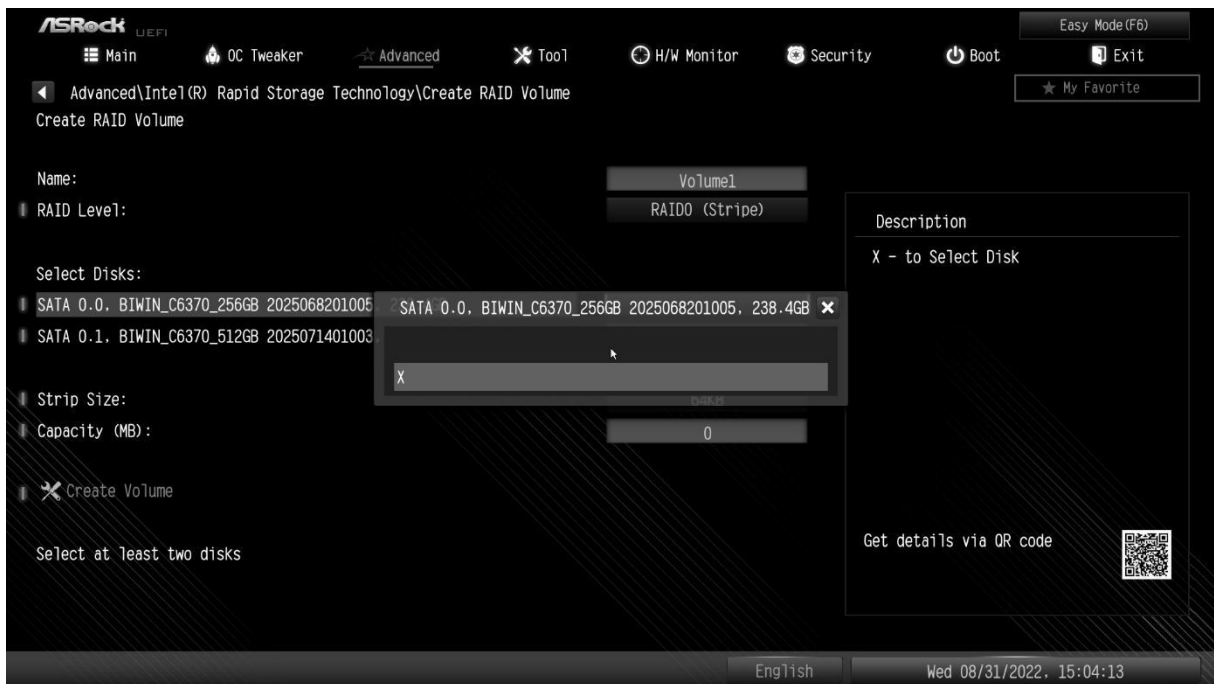 ASRock UEFI
Easy Mode(F6)
Main OC Tweaker Advanced Tool H/W Monitor Security Boot Exit
Advanced\Intel(R) Rapid Storage Technology\Create RAID Volume
My Favorite
Create RAID Volume
Name: Volume1
RAID Level: RAID0 (Stripe)
Description
X - to Select Disk
Select Disks:
SATA 0.0, BIWIN_C6370_256GB 2025068201005,
SATA 0.0, BIWIN_C6370_256GB 2025068201005, 238.4GB
SATA 0.1, BIWIN_C6370_512GB 2025071401003,
X
Strip Size: 64KB
Capacity (MB): 0
Create Volume
Select at least two disks
Get details via QR code
English
Wed 08/31/2022, 15:04:13